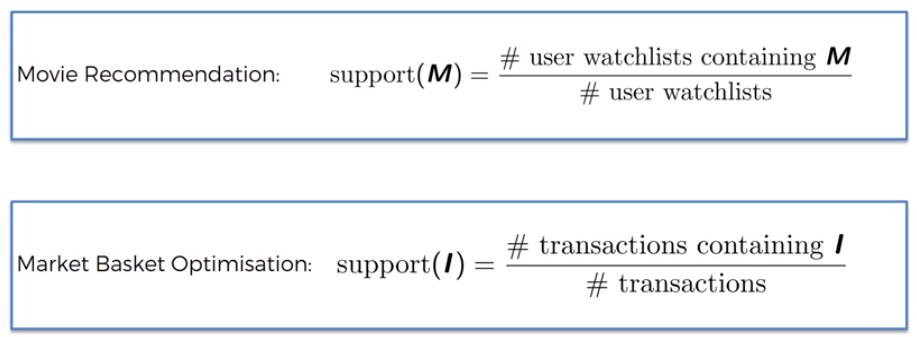 Movie Recommendation: support(M) = # user watchlists containing M / # user watchlists
Market Basket Optimisation: support(I) = # transactions containing I / # transactions